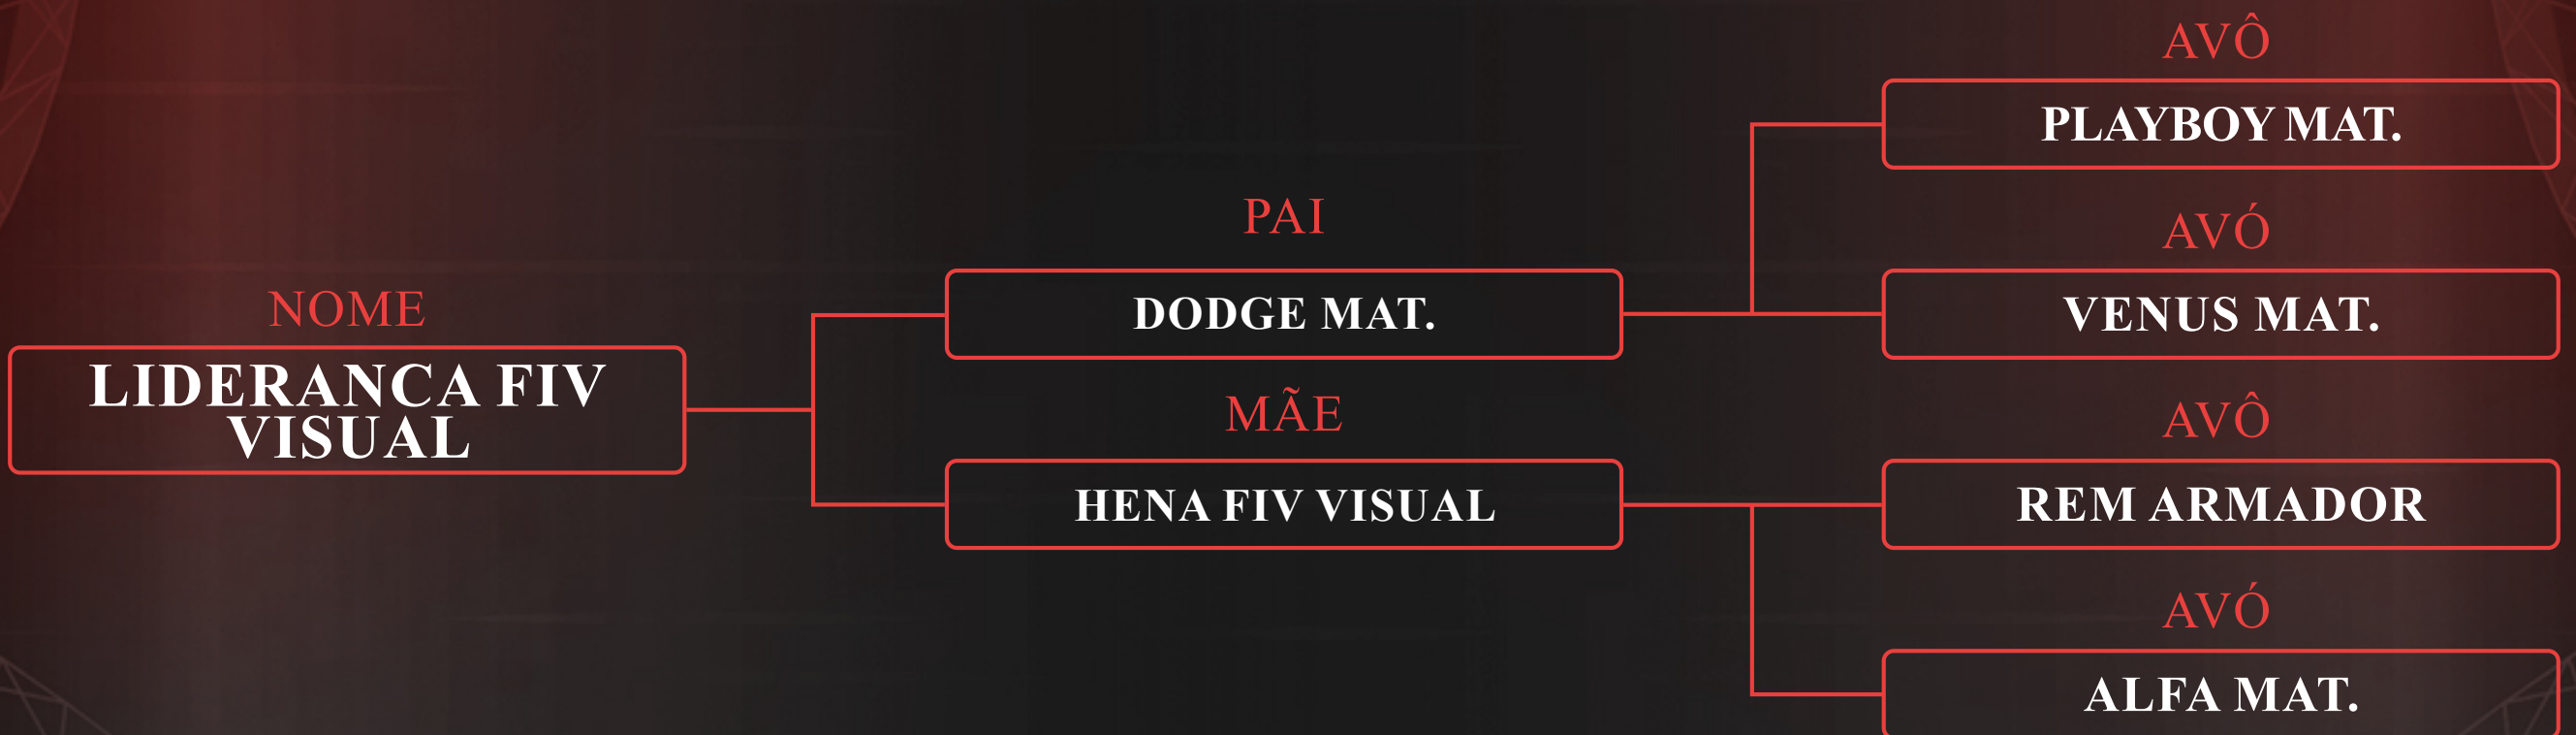 NOME
LIDERANCA FIV
VISUAL
PAI
DODGE MAT.
MÃE
HENA FIV VISUAL
AVÔ
PLAYBOY MAT.
AVÓ
VENUS MAT.
AVÔ
REM ARMADOR
AVÓ
ALFA MAT.